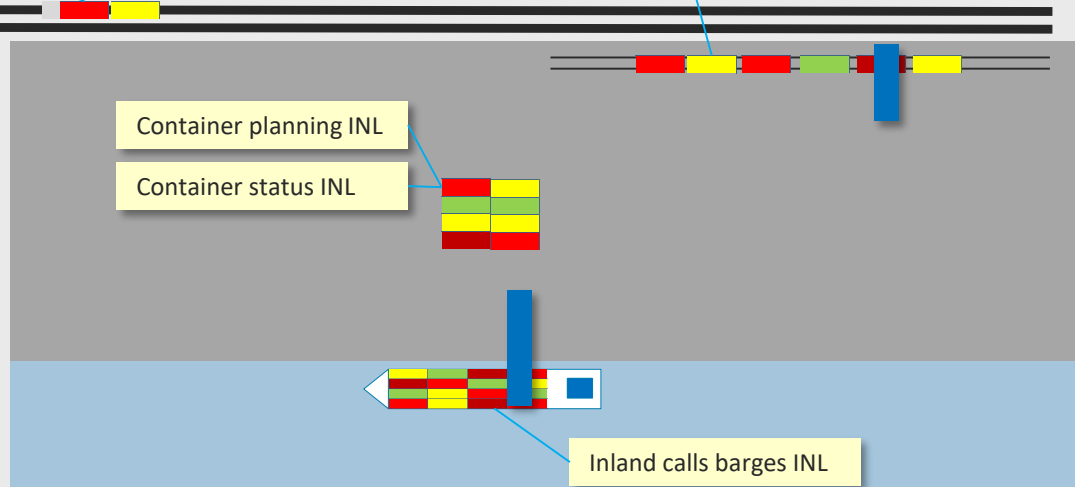 Container planning INL
Container status INL
Inland calls barges INL